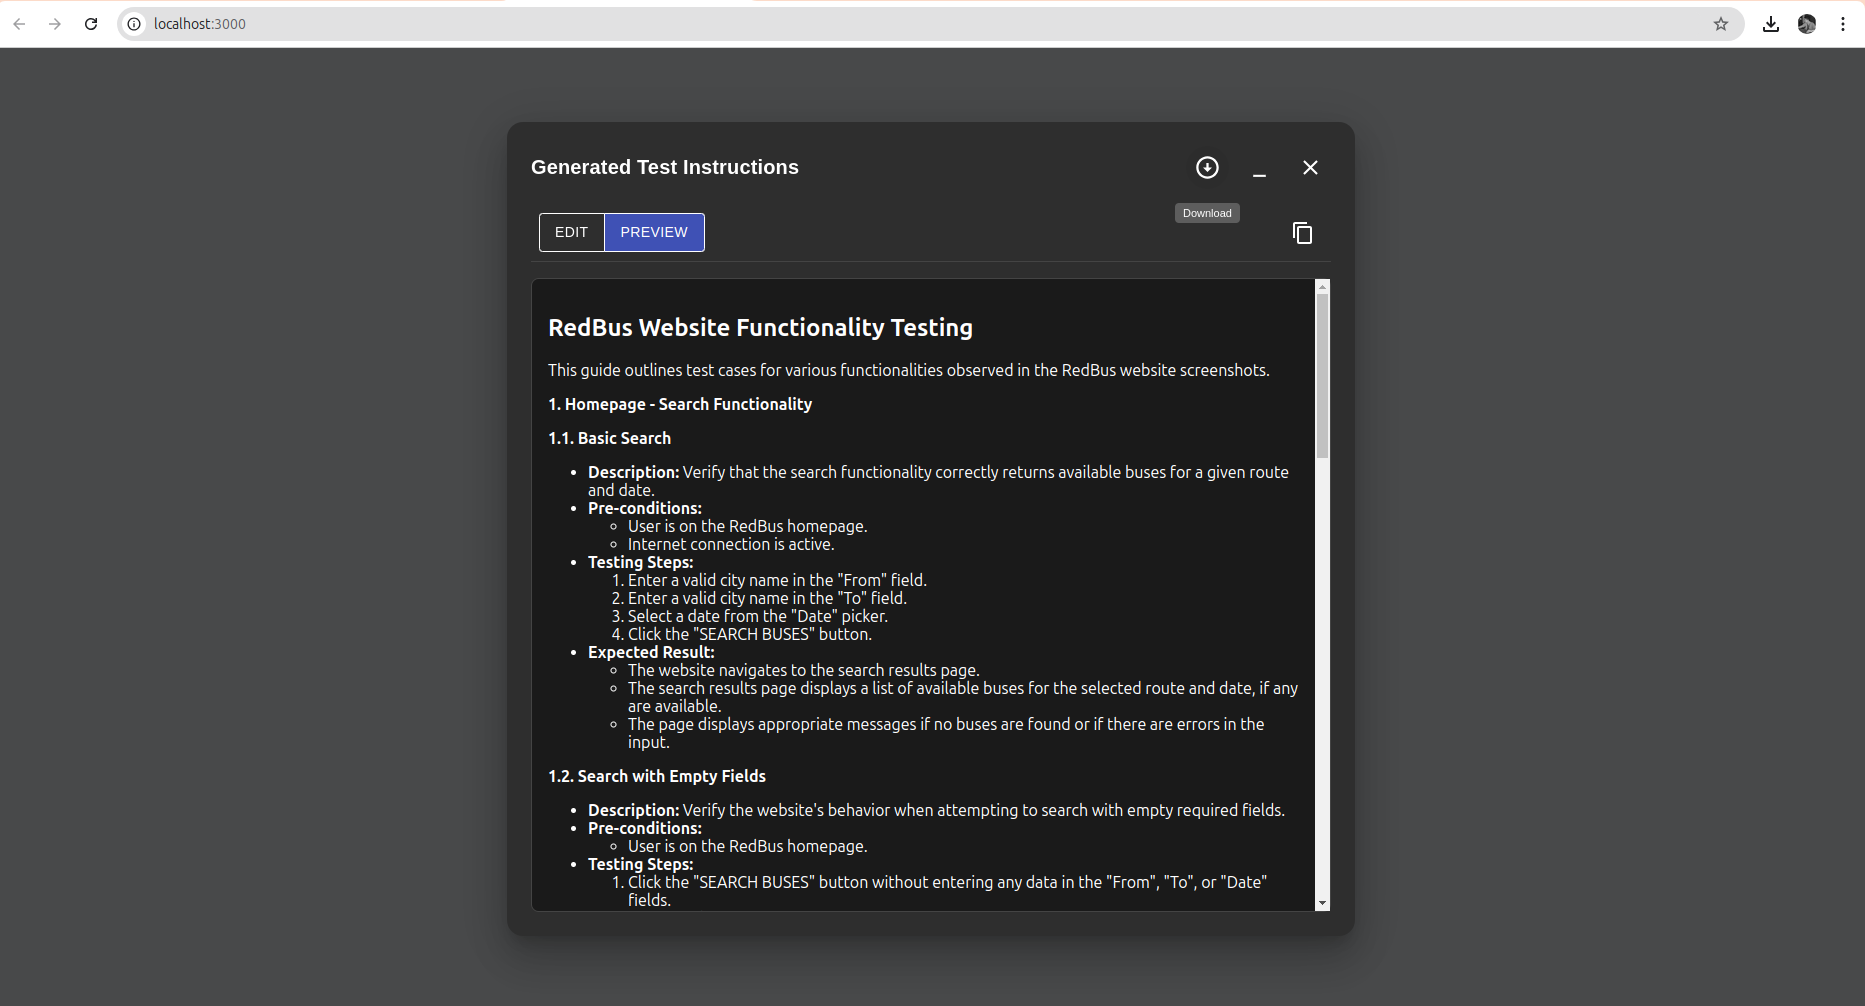 localhost:3000
Generated Test Instructions
Download
EDIT PREVIEW
RedBus Website Functionality Testing
This guide outlines test cases for various functionalities observed in the RedBus website screenshots.
1. Homepage - Search Functionality
1.1. Basic Search
• Description: Verify that the search functionality correctly returns available buses for a given route
and date.
• Pre-conditions:
◦ User is on the RedBus homepage.
◦ Internet connection is active.
• Testing Steps:
1. Enter a valid city name in the "From" field.
2. Enter a valid city name in the "To" field.
3. Select a date from the "Date" picker.
4. Click the "SEARCH BUSES" button.
• Expected Result:
◦ The website navigates to the search results page.
◦ The search results page displays a list of available buses for the selected route and date, if any
are available.
◦ The page displays appropriate messages if no buses are found or if there are errors in the
input.
1.2. Search with Empty Fields
• Description: Verify the website's behavior when attempting to search with empty required fields.
• Pre-conditions:
◦ User is on the RedBus homepage.
• Testing Steps:
1. Click the "SEARCH BUSES" button without entering any data in the "From", "To", or "Date"
fields.